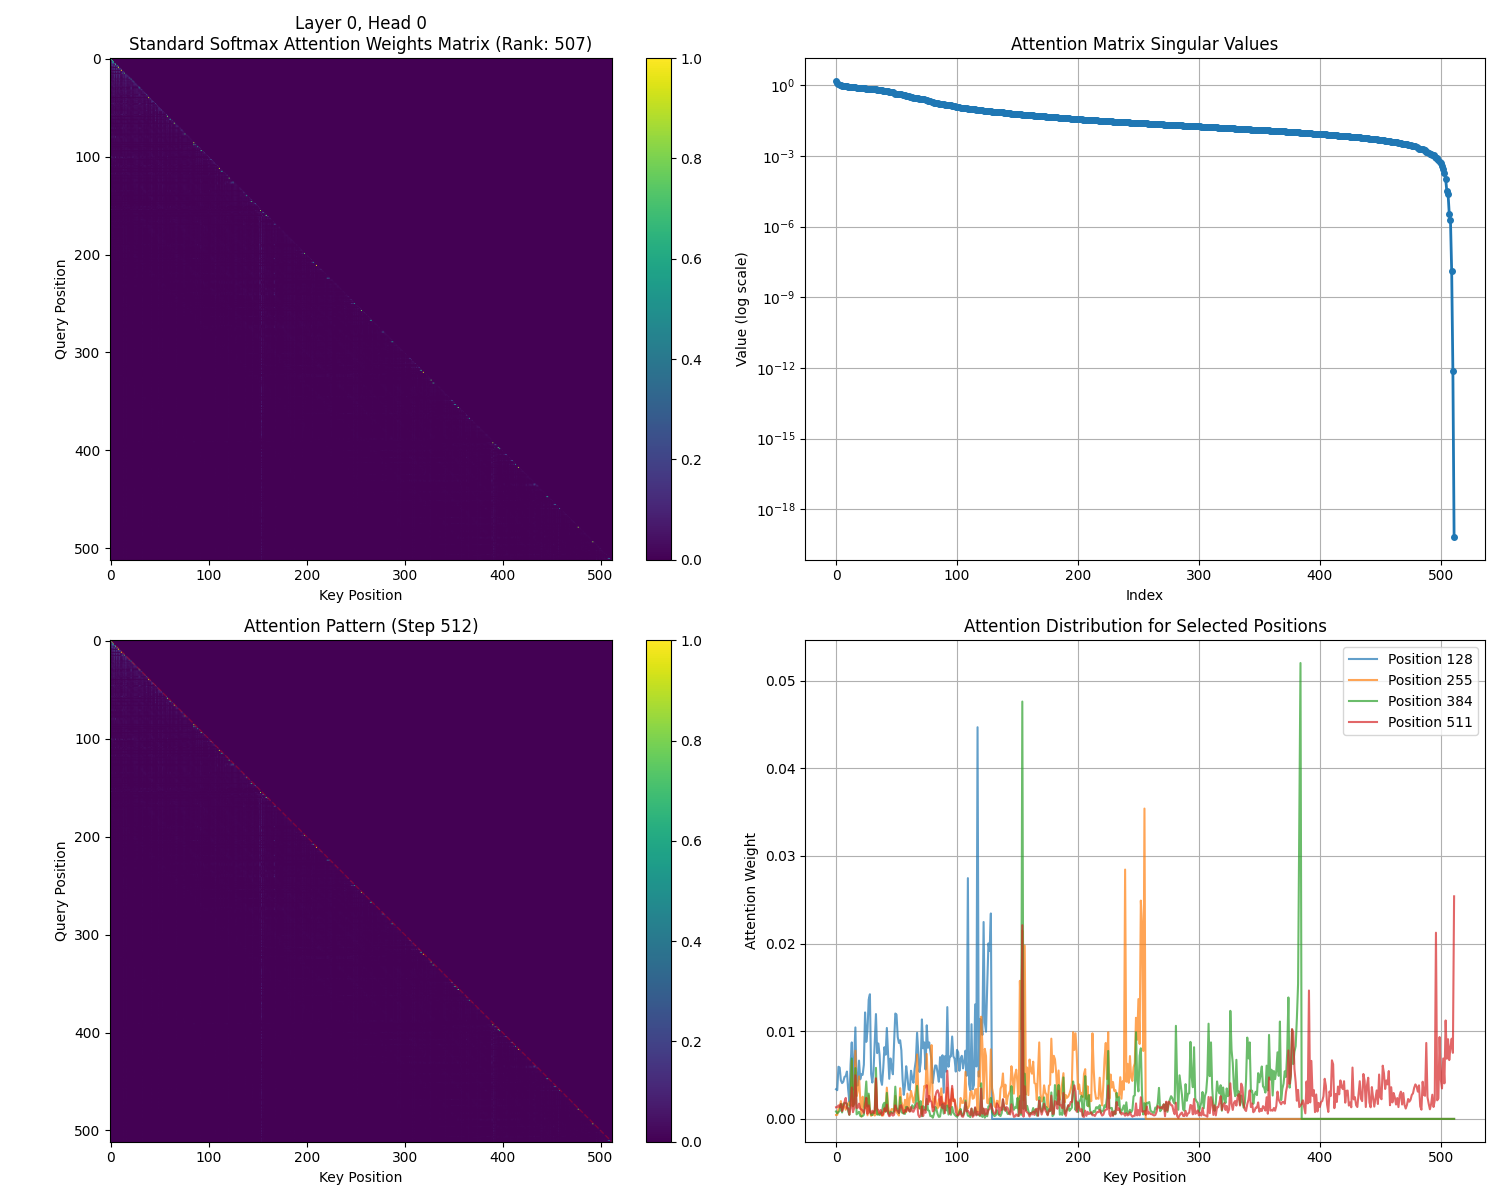 Layer 0, Head 0
Standard Softmax Attention Weights Matrix (Rank: 507)
0
100
200
300
400
500
Query Position
0 100 200 300 400 500
Key Position
1.0
0.8
0.6
0.4
0.2
0.0
Attention Matrix Singular Values
10⁰
10⁻³
10⁻⁶
10⁻⁹
10⁻¹²
10⁻¹⁵
10⁻¹⁸
Value (log scale)
0 100 200 300 400 500
Index
Attention Pattern (Step 512)
0
100
200
300
400
500
Query Position
0 100 200 300 400 500
Key Position
1.0
0.8
0.6
0.4
0.2
0.0
Attention Distribution for Selected Positions
Position 128
Position 255
Position 384
Position 511
0.05
0.04
0.03
0.02
0.01
0.00
Attention Weight
0 100 200 300 400 500
Key Position